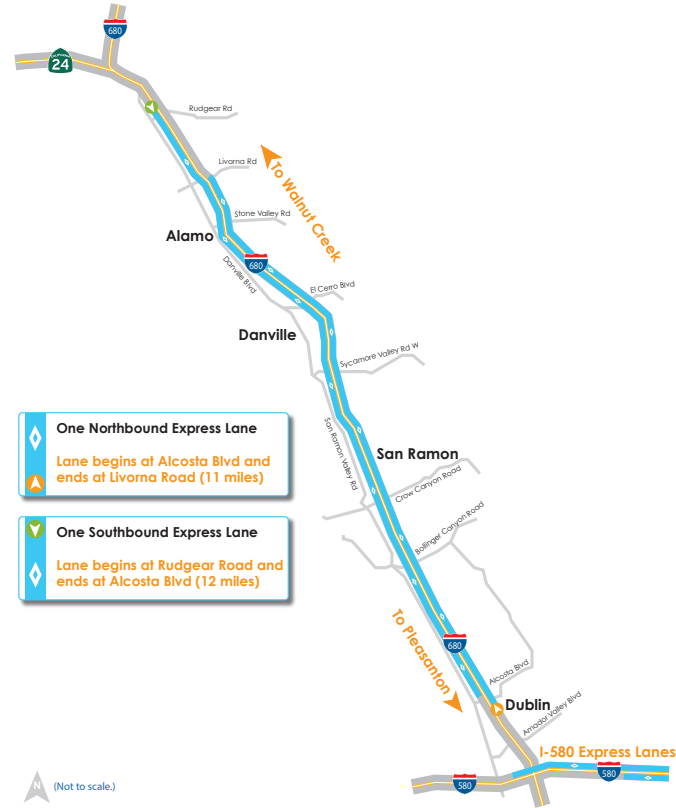 680
CALIFORNIA
24
Rudgear Rd
Livorna Rd
To Walnut Creek
Stone Valley Rd
Alamo
680
Danville Blvd
El Cerro Blvd
Danville
Sycamore Valley Rd W
One Northbound Express Lane
Lane begins at Alcosta Blvd and
ends at Livorna Road (11 miles)
San Ramon Valley Rd
San Ramon
Crow Canyon Road
One Southbound Express Lane
Lane begins at Rudgear Road and
ends at Alcosta Blvd (12 miles)
Bollinger Canyon Road
To Pleasanton
680
Alcosta Blvd
Dublin
Amador Valley Blvd
I-580 Express Lanes
580
580
N
(Not to scale.)